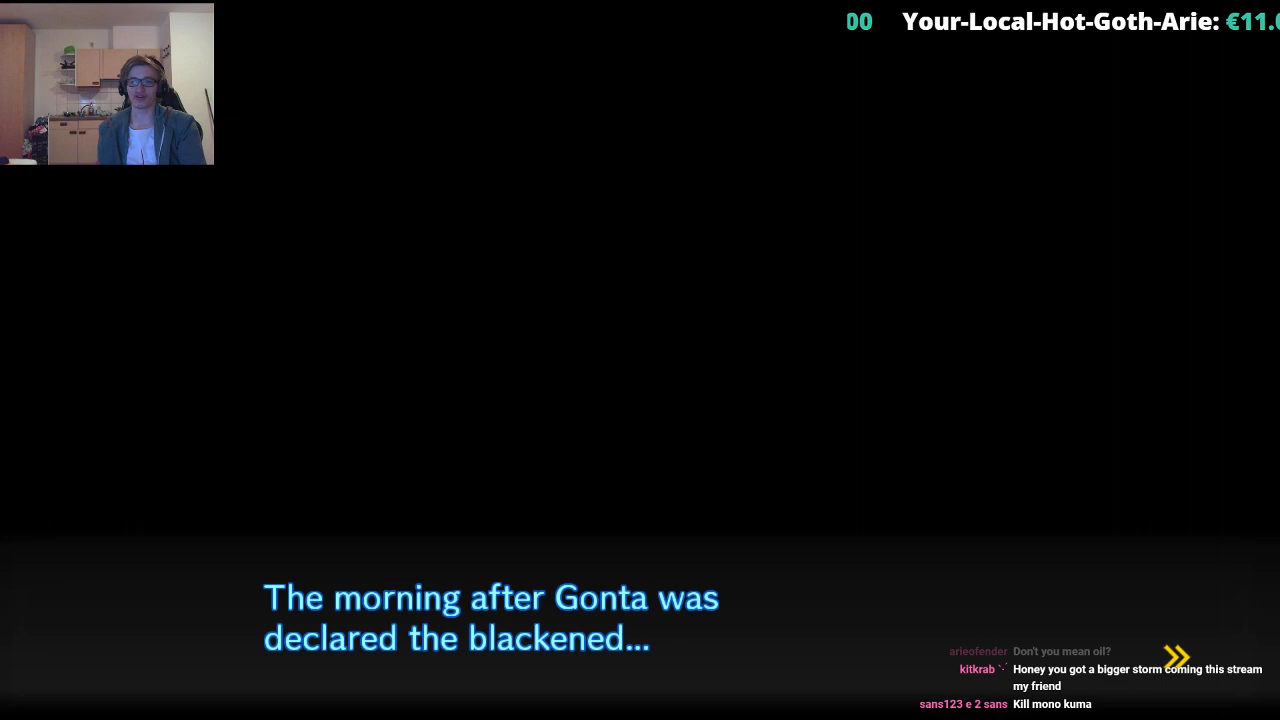 00 Your-Local-Hot-Goth-Arie: €11.0
The morning after Gonta was
declared the blackened...
arieofender Don't you mean oil?
kitkrab Honey you got a bigger storm coming this stream
my friend
sans123 e 2 sans Kill mono kuma